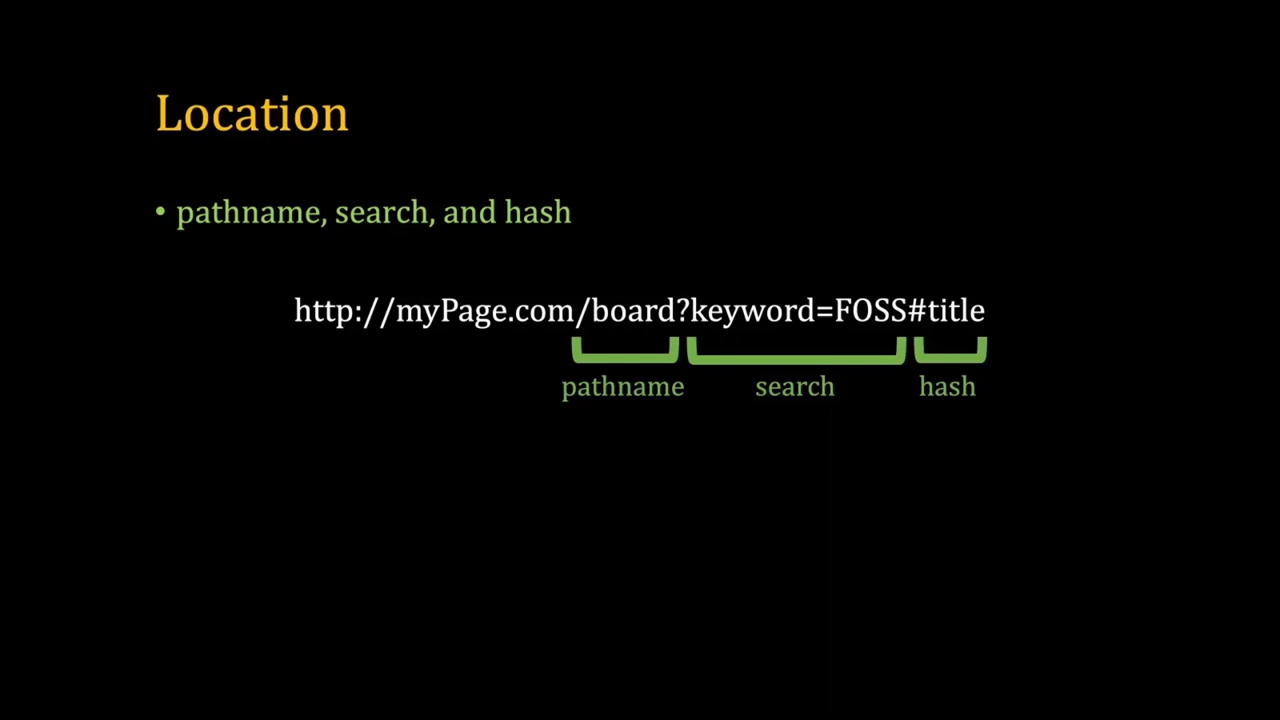 Location
• pathname, search, and hash
http://myPage.com/board?keyword=FOSS#title
pathname search hash